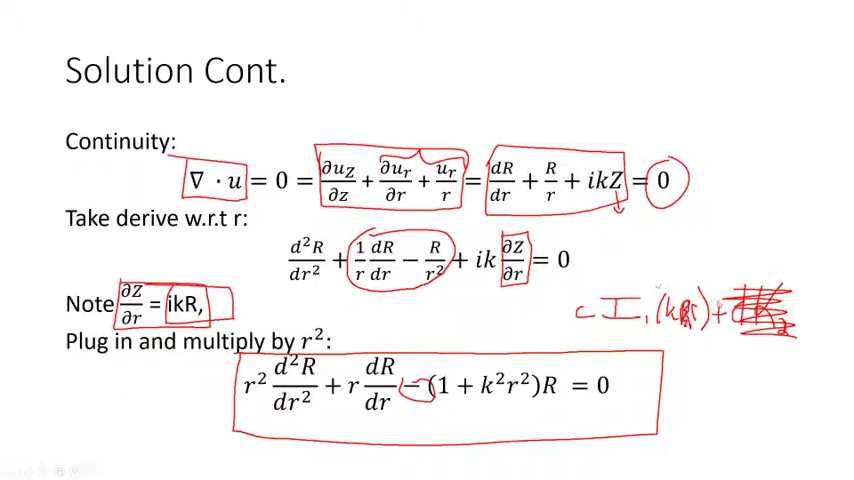 Solution Cont.
Continuity:
∇ · u = 0 = ∂u_Z/∂z + ∂u_r/∂r + u_r/r = dR/dr + R/r + ikZ = 0
Take derive w.r.t r:
d²R/dr² + 1/r dR/dr − R/r² + ik ∂Z/∂r = 0
Note ∂Z/∂r = ikR,
c I₁(k r) +
Plug in and multiply by r²:
r² d²R/dr² + r dR/dr − (1 + k²r²)R = 0